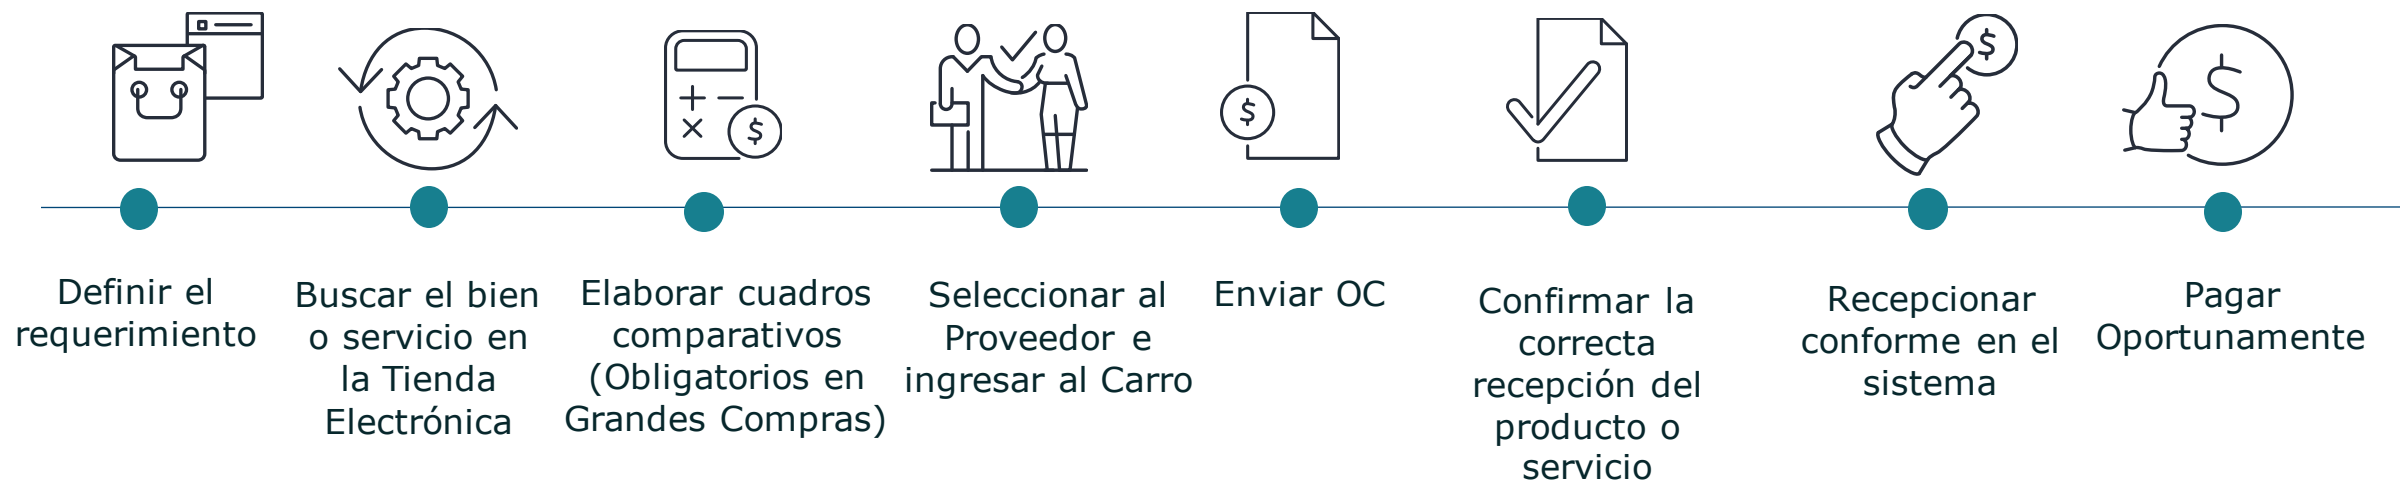 Definir el
requerimiento
Buscar el bien
o servicio en
la Tienda
Electrónica
Elaborar cuadros
comparativos
(Obligatorios en
Grandes Compras)
Seleccionar al
Proveedor e
ingresar al Carro
Enviar OC
Confirmar la
correcta
recepción del
producto o
servicio
Recepcionar
conforme en el
sistema
Pagar
Oportunamente